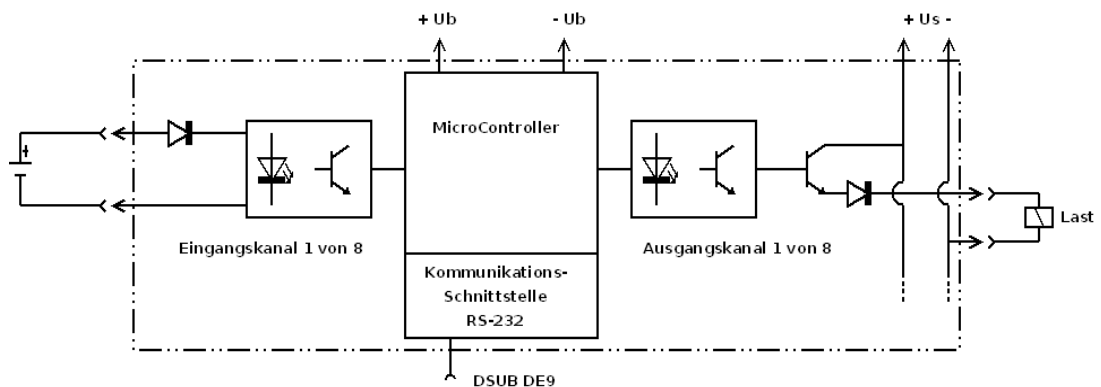 + Ub
- Ub
+ Us -
MicroController
+
Last
Eingangskanal 1 von 8
Ausgangskanal 1 von 8
Kommunikations-
Schnittstelle
RS-232
DSUB DE9